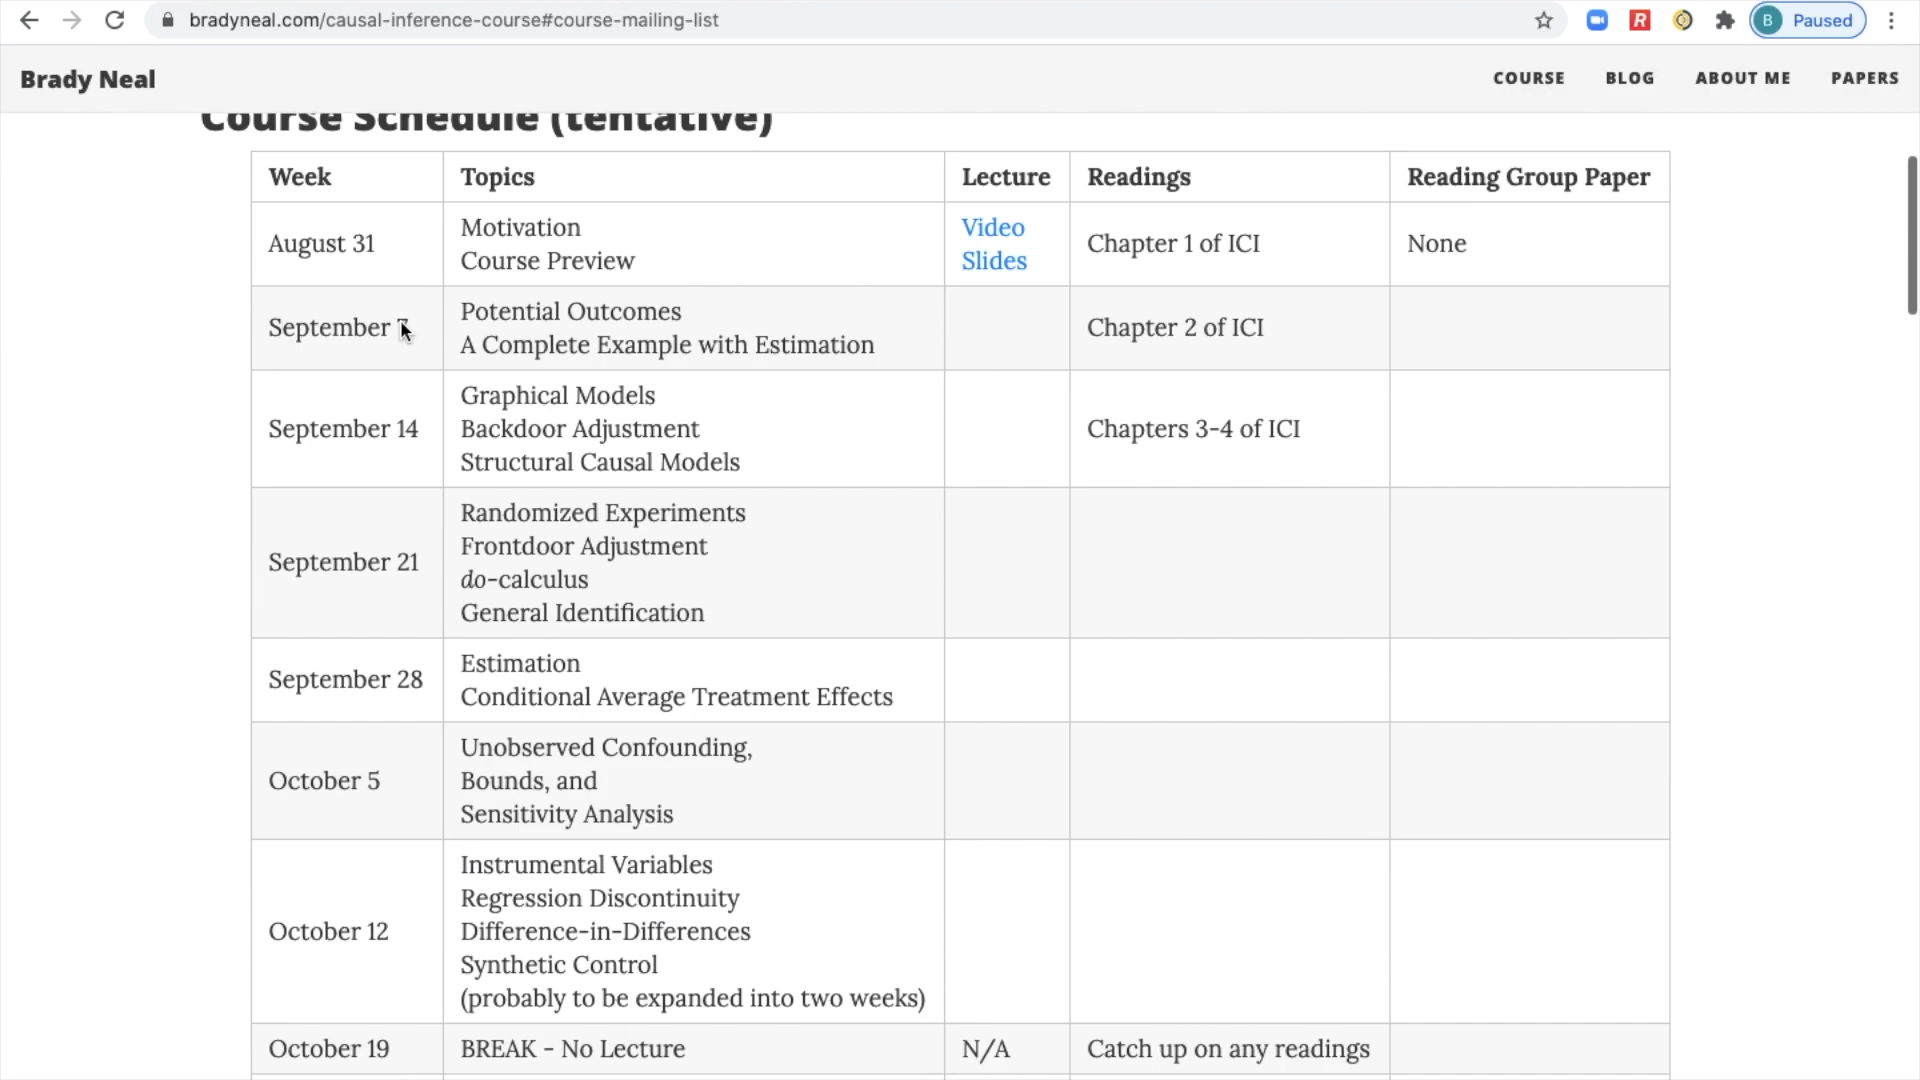 bradyneal.com/causal-inference-course#course-mailing-list
R
B
Paused
Brady Neal
COURSE
BLOG
ABOUT ME
PAPERS
Course Schedule (tentative)
Week
Topics
Lecture
Readings
Reading Group Paper
August 31
Motivation
Course Preview
Video
Slides
Chapter 1 of ICI
None
September 7
Potential Outcomes
A Complete Example with Estimation
Chapter 2 of ICI
September 14
Graphical Models
Backdoor Adjustment
Structural Causal Models
Chapters 3-4 of ICI
September 21
Randomized Experiments
Frontdoor Adjustment
do-calculus
General Identification
September 28
Estimation
Conditional Average Treatment Effects
October 5
Unobserved Confounding,
Bounds, and
Sensitivity Analysis
October 12
Instrumental Variables
Regression Discontinuity
Difference-in-Differences
Synthetic Control
(probably to be expanded into two weeks)
October 19
BREAK - No Lecture
N/A
Catch up on any readings